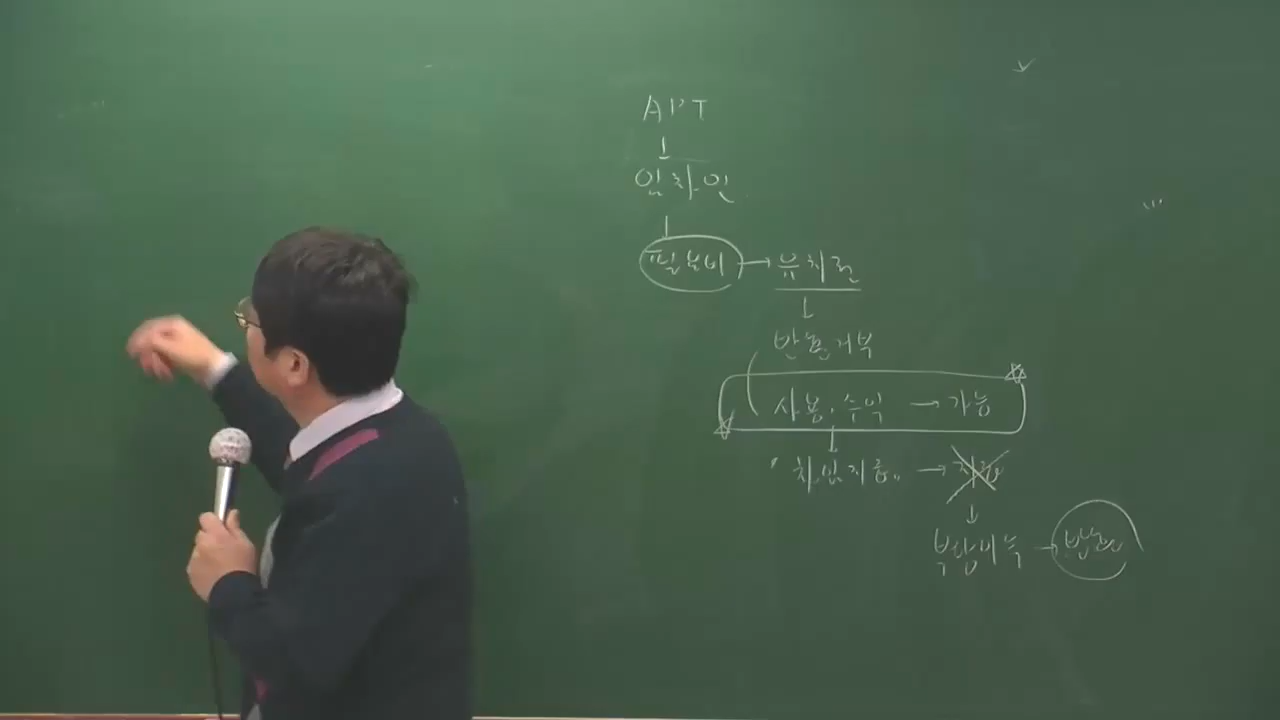 APT
임차인
필요비 → 유치권
반환거부
사용.수익 → 가능
"차임지급" →
부당이득 → 반환